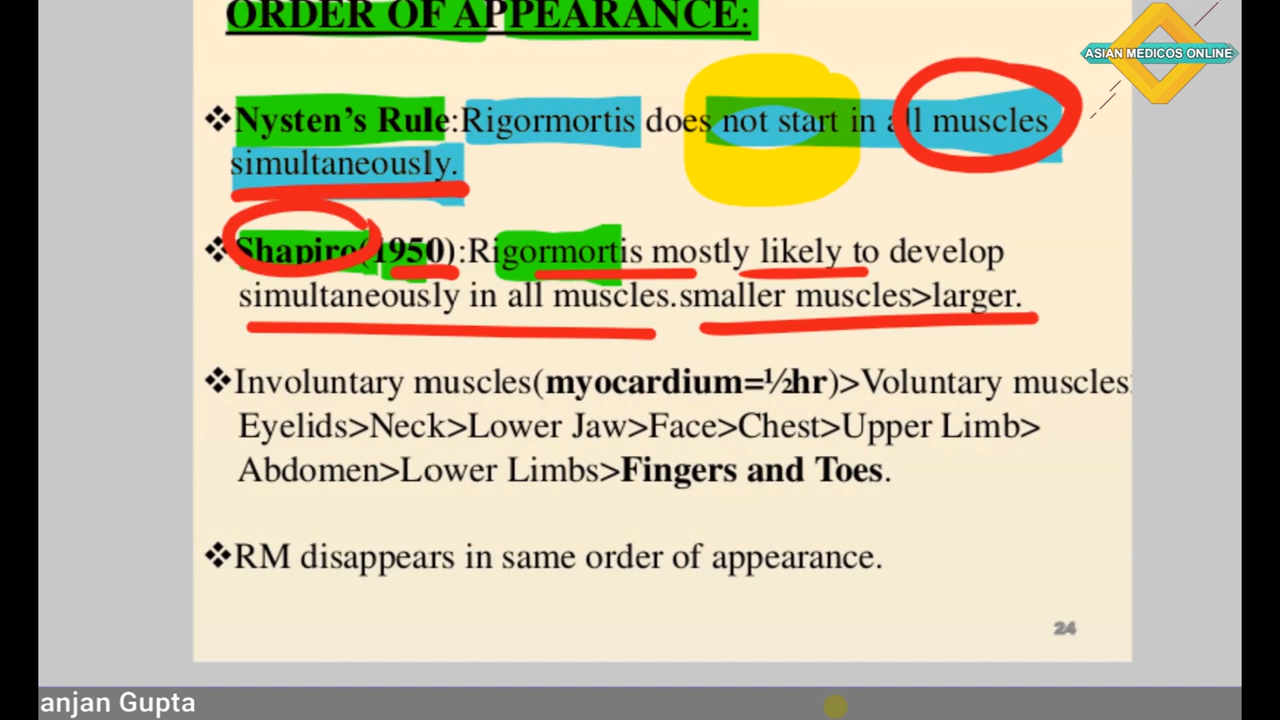 ORDER OF APPEARANCE:
ASIAN MEDICOS ONLINE
❖Nysten's Rule:Rigormortis does not start in all muscles
simultaneously.
❖Shapiro(1950):Rigormortis mostly likely to develop
simultaneously in all muscles.smaller muscles>larger.
❖Involuntary muscles(myocardium=½hr)>Voluntary muscles:
Eyelids>Neck>Lower Jaw>Face>Chest>Upper Limb>
Abdomen>Lower Limbs>Fingers and Toes.
❖RM disappears in same order of appearance.
24
anjan Gupta